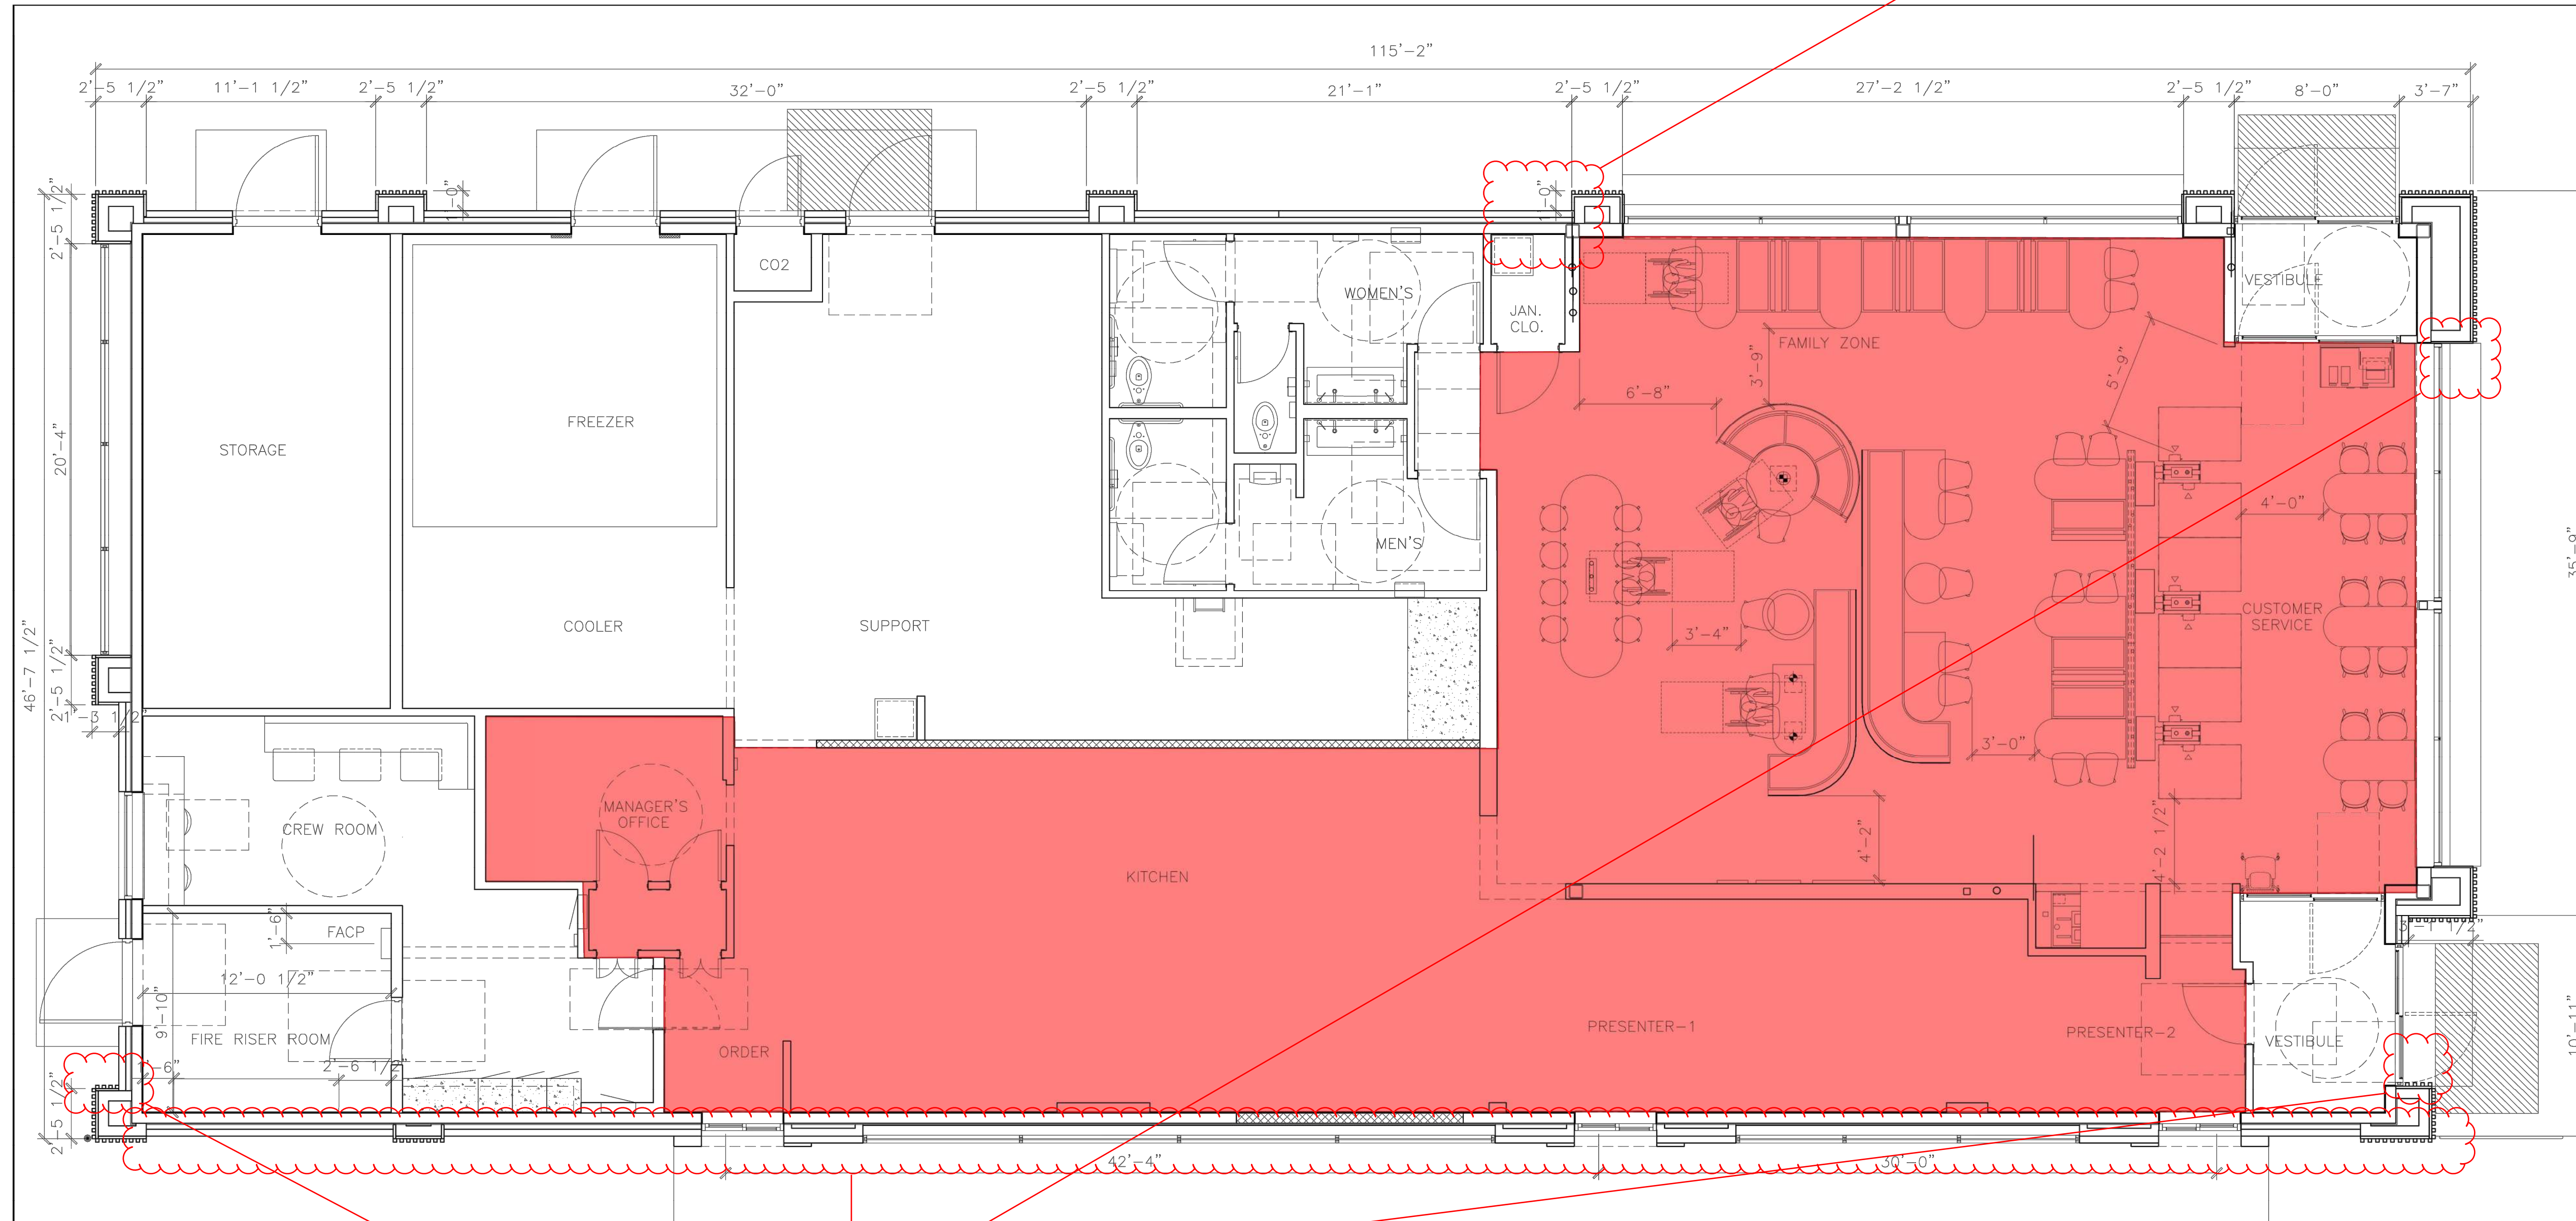 115'-2"
2'-5 1/2"
11'-1 1/2"
2'-5 1/2"
32'-0"
2'-5 1/2"
21'-1"
2'-5 1/2"
27'-2 1/2"
2'-5 1/2"
8'-0"
3'-7"
2'-5 1/2"
CO2
WOMEN'S
JAN.
CLO.
VESTIBULE
FAMILY ZONE
3'-9"
5'-9"
6'-8"
FREEZER
STORAGE
20'-4"
4'-0"
MEN'S
35'-9"
COOLER
SUPPORT
3'-4"
CUSTOMER
SERVICE
46'-7 1/2"
2'-5 1/2"
1'-3 1/2"
3'-0"
MANAGER'S
OFFICE
CREW ROOM
4'-2"
4'-2 1/2"
KITCHEN
1'-6"
FACP
3'-1 1/2"
12'-0 1/2"
9'-10"
FIRE RISER ROOM
ORDER
PRESENTER-1
PRESENTER-2
VESTIBULE
10'-11"
2'-6 1/2"
2'-5 1/2"
42'-4"
30'-0"